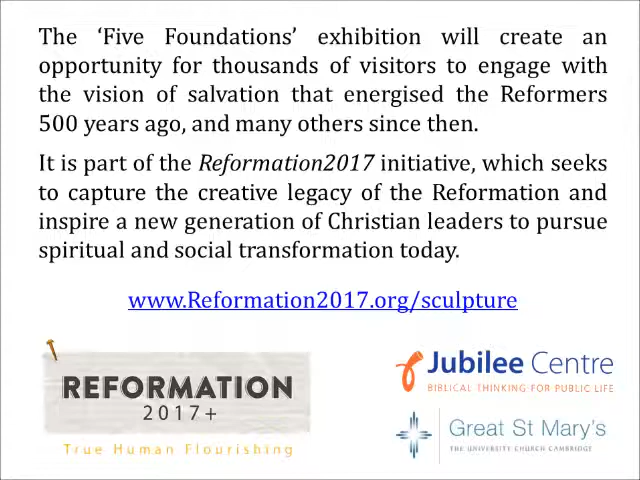 The ‘Five Foundations’ exhibition will create an
opportunity for thousands of visitors to engage with
the vision of salvation that energised the Reformers
500 years ago, and many others since then.
It is part of the Reformation2017 initiative, which seeks
to capture the creative legacy of the Reformation and
inspire a new generation of Christian leaders to pursue
spiritual and social transformation today.
www.Reformation2017.org/sculpture
REFORMATION
2017+
True Human Flourishing
Jubilee Centre
BIBLICAL THINKING FOR PUBLIC LIFE
Great St Mary's
THE UNIVERSITY CHURCH CAMBRIDGE